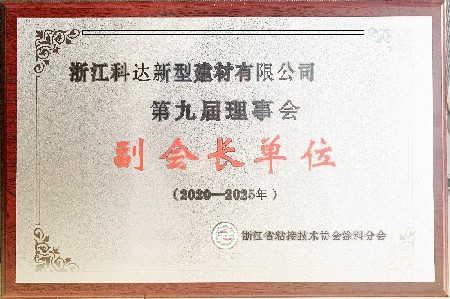 浙江科达新型建材有限公司
第九届理事会
副会长单位
（2020—2025年）
浙江省粘接技术协会涂料分会